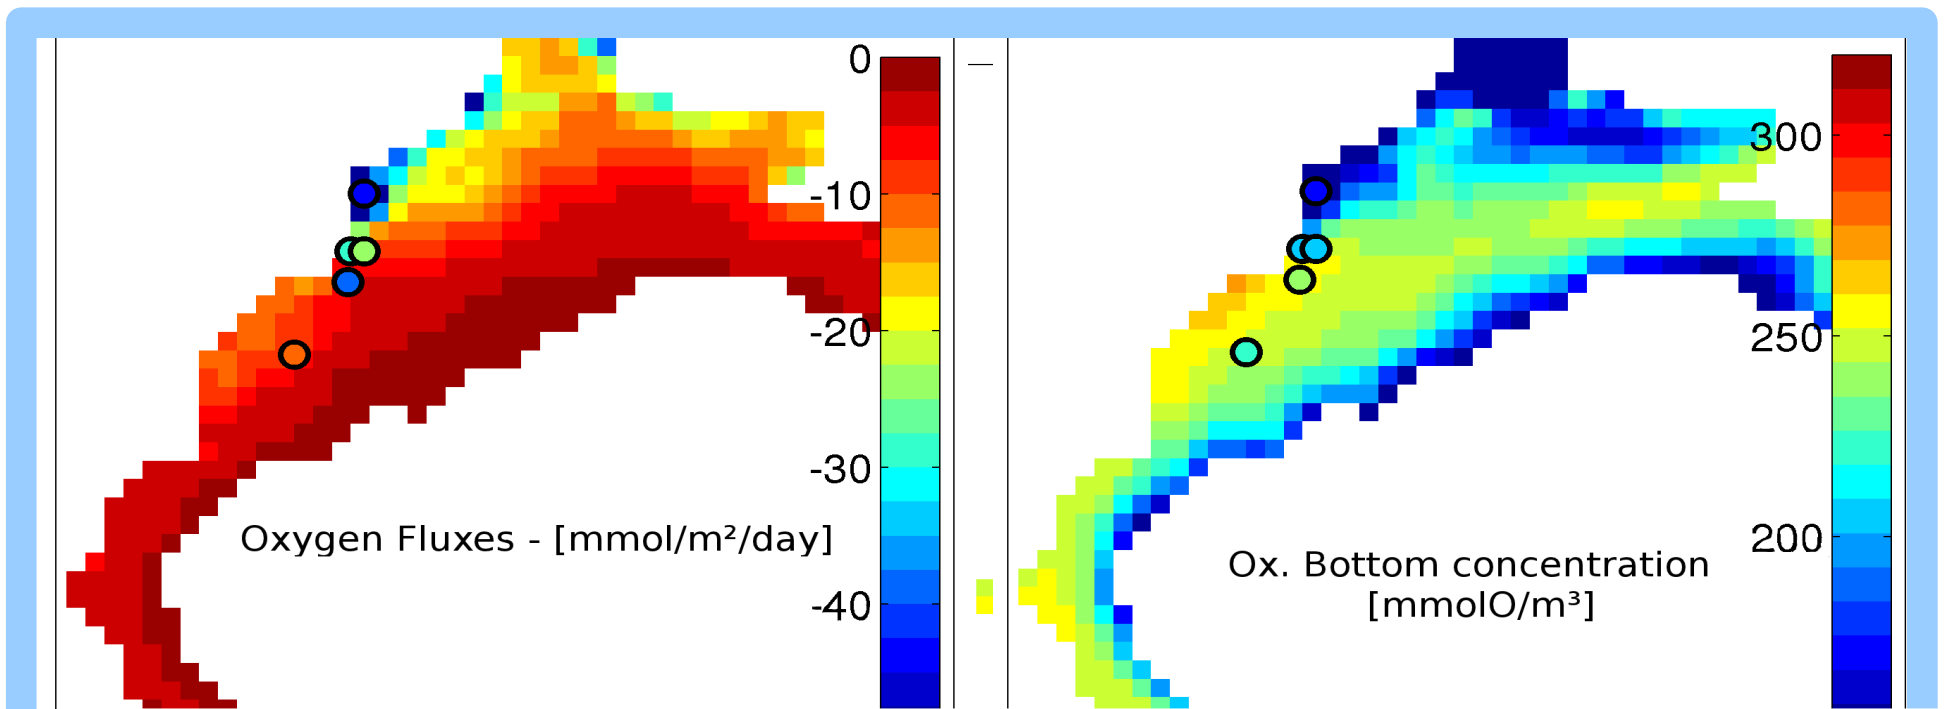 0
-10
-20
-30
-40
Oxygen Fluxes - [mmol/m²/day]
300
250
200
Ox. Bottom concentration
[mmolO/m³]